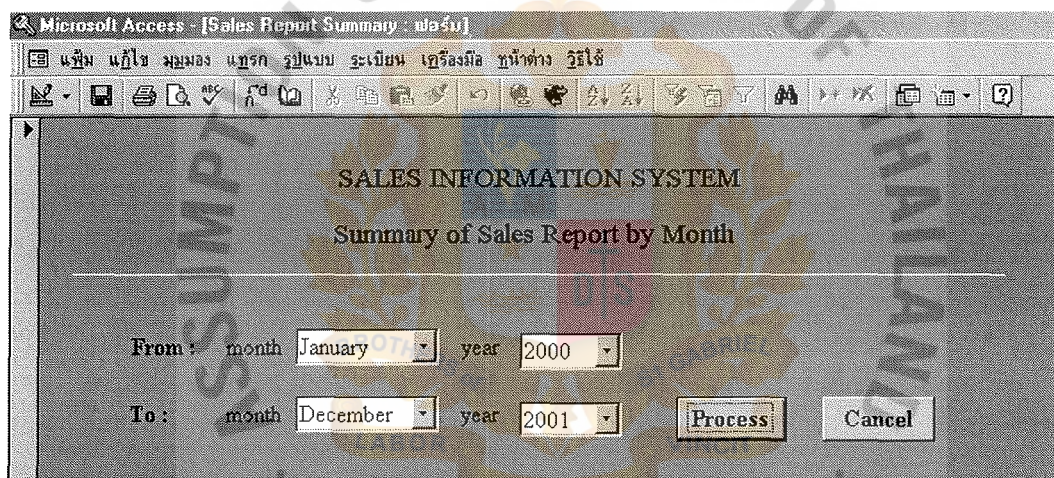 Microsoft Access - [Sales Report Summary : ฟอร์ม]
แฟ้ม แก้ไข มุมมอง แทรก รูปแบบ ระเบียน เครื่องมือ หน้าต่าง วิธีใช้
SALES INFORMATION SYSTEM
Summary of Sales Report by Month
From : month January year 2000
To : month December year 2001 Process Cancel